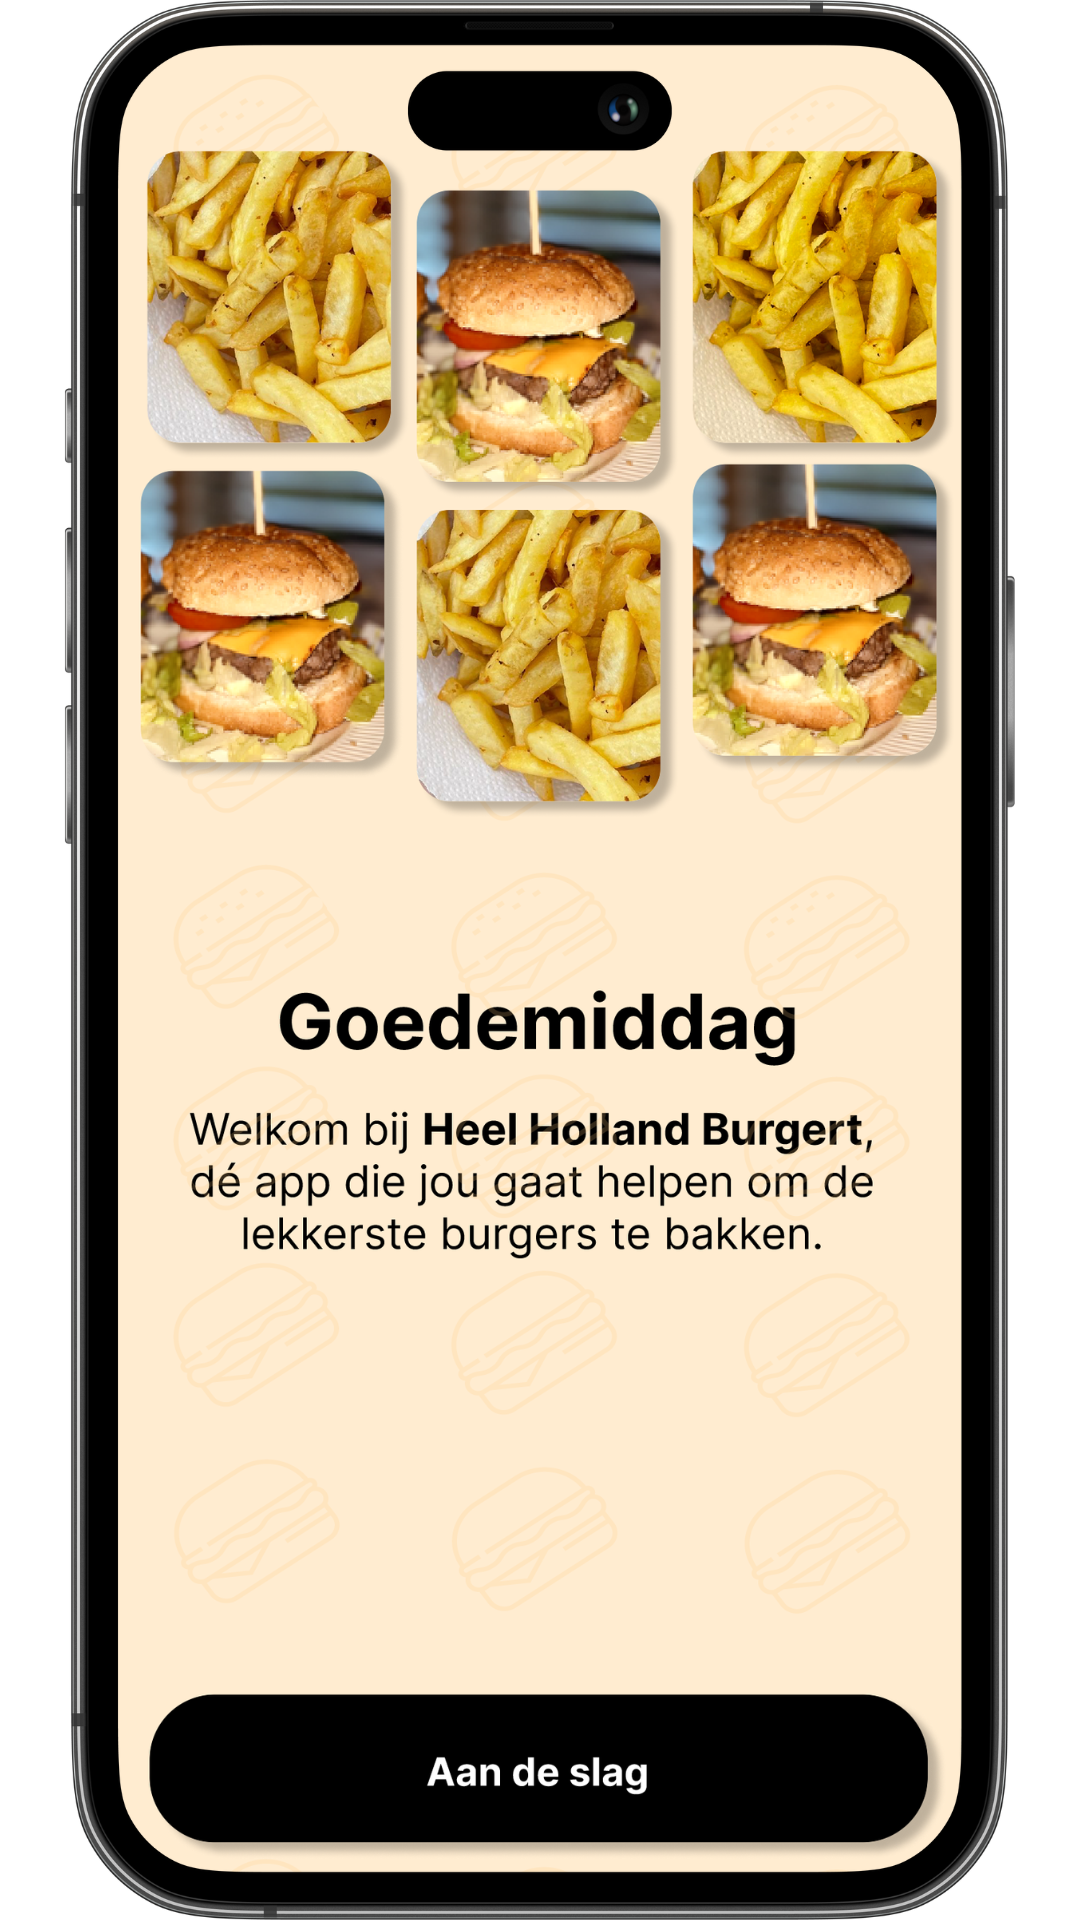 Goedemiddag
Welkom bij Heel Holland Burgert,
dé app die jou gaat helpen om de
lekkerste burgers te bakken.
Aan de slag